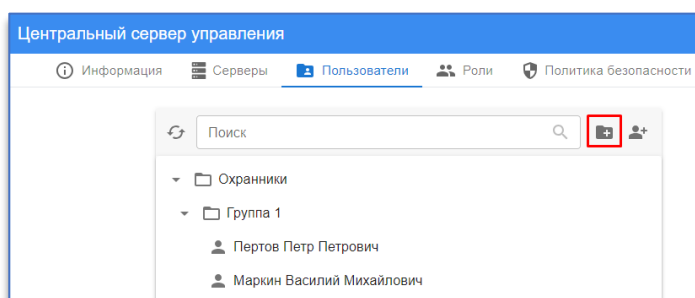 Центральный сервер управления
Информация Серверы Пользователи Роли Политика безопасности
Поиск
Охранники
Группа 1
Пертов Петр Петрович
Маркин Василий Михайлович